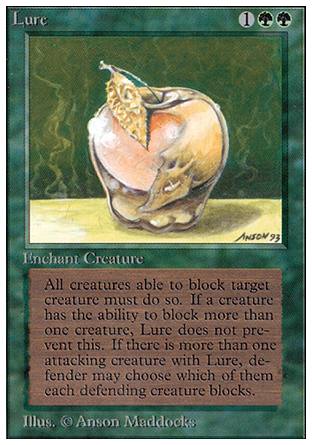 Lure 1
ANSON 93
Enchant Creature
All creatures able to block target
creature must do so. If a creature
has the ability to block more than
one creature, Lure does not pre-
vent this. If there is more than one
attacking creature with Lure, de-
fender may choose which of them
each defending creature blocks.
Illus. © Anson Maddocks